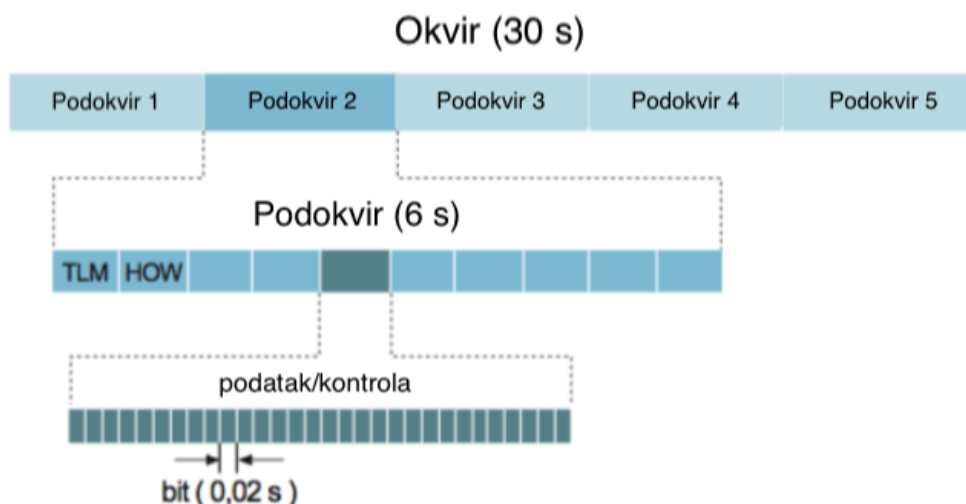 Okvir (30 s)
Podokvir 1 Podokvir 2 Podokvir 3 Podokvir 4 Podokvir 5
Podokvir (6 s)
TLM HOW
podatak/kontrola
bit ( 0,02 s )